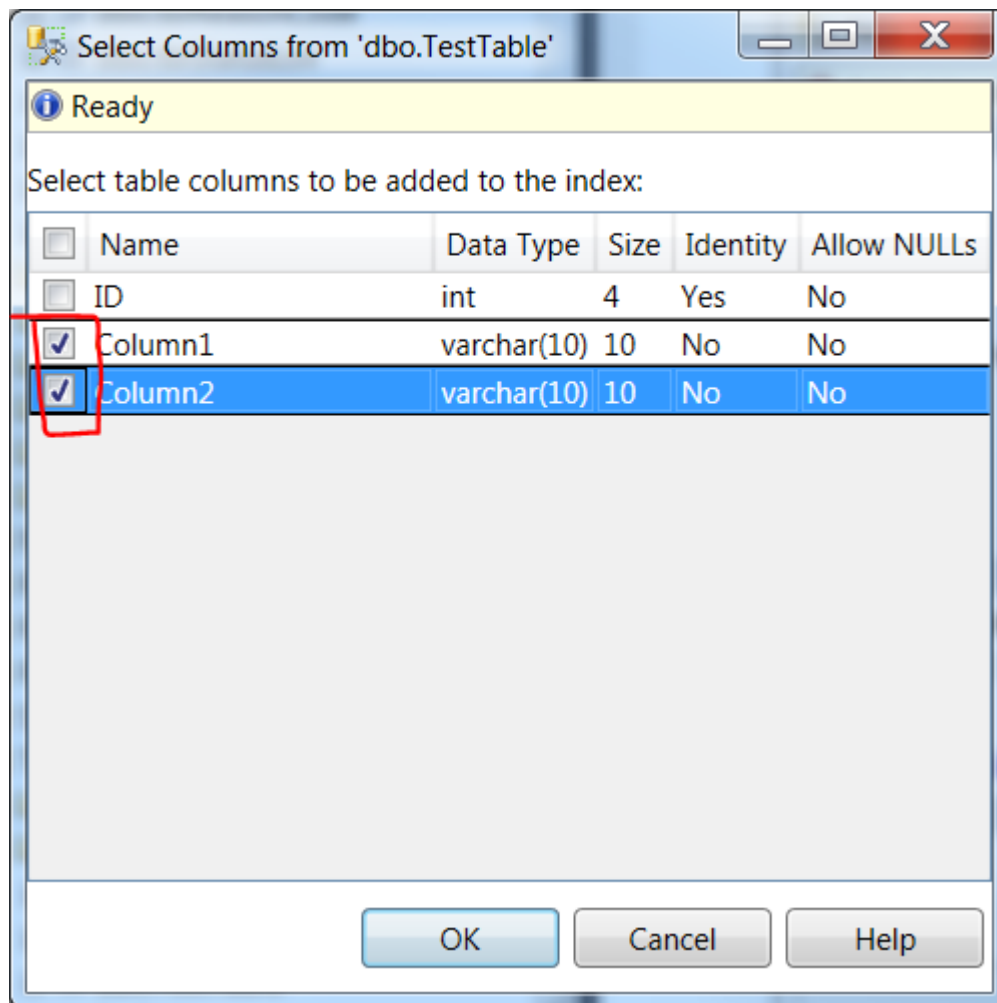 Select Columns from 'dbo.TestTable'
Ready
Select table columns to be added to the index:
Name Data Type Size Identity Allow NULLs
ID int 4 Yes No
Column1 varchar(10) 10 No No
Column2 varchar(10) 10 No No
OK Cancel Help